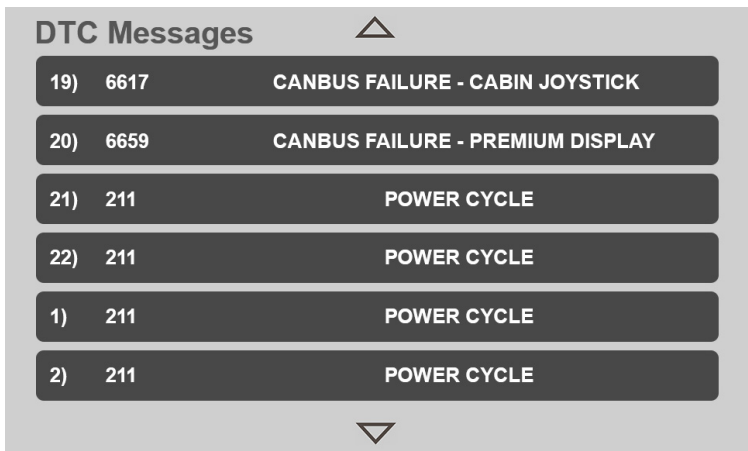 DTC Messages
19) 6617 CANBUS FAILURE - CABIN JOYSTICK
20) 6659 CANBUS FAILURE - PREMIUM DISPLAY
21) 211 POWER CYCLE
22) 211 POWER CYCLE
1) 211 POWER CYCLE
2) 211 POWER CYCLE